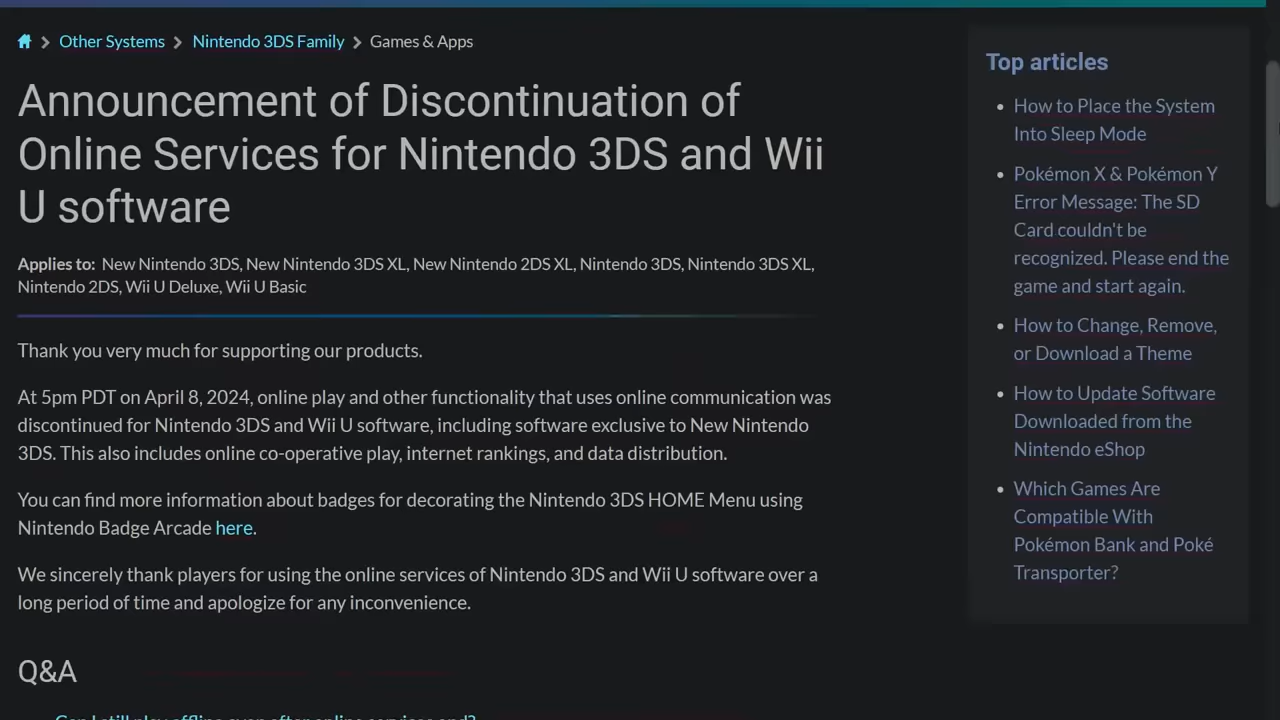 Other Systems > Nintendo 3DS Family > Games & Apps
Announcement of Discontinuation of
Online Services for Nintendo 3DS and Wii
U software
Applies to: New Nintendo 3DS, New Nintendo 3DS XL, New Nintendo 2DS XL, Nintendo 3DS, Nintendo 3DS XL,
Nintendo 2DS, Wii U Deluxe, Wii U Basic
Thank you very much for supporting our products.
At 5pm PDT on April 8, 2024, online play and other functionality that uses online communication was
discontinued for Nintendo 3DS and Wii U software, including software exclusive to New Nintendo
3DS. This also includes online co-operative play, internet rankings, and data distribution.
You can find more information about badges for decorating the Nintendo 3DS HOME Menu using
Nintendo Badge Arcade here.
We sincerely thank players for using the online services of Nintendo 3DS and Wii U software over a
long period of time and apologize for any inconvenience.
Q&A
Can I still play offline even after online services end?
Top articles
How to Place the System
Into Sleep Mode
Pokémon X & Pokémon Y
Error Message: The SD
Card couldn't be
recognized. Please end the
game and start again.
How to Change, Remove,
or Download a Theme
How to Update Software
Downloaded from the
Nintendo eShop
Which Games Are
Compatible With
Pokémon Bank and Poké
Transporter?